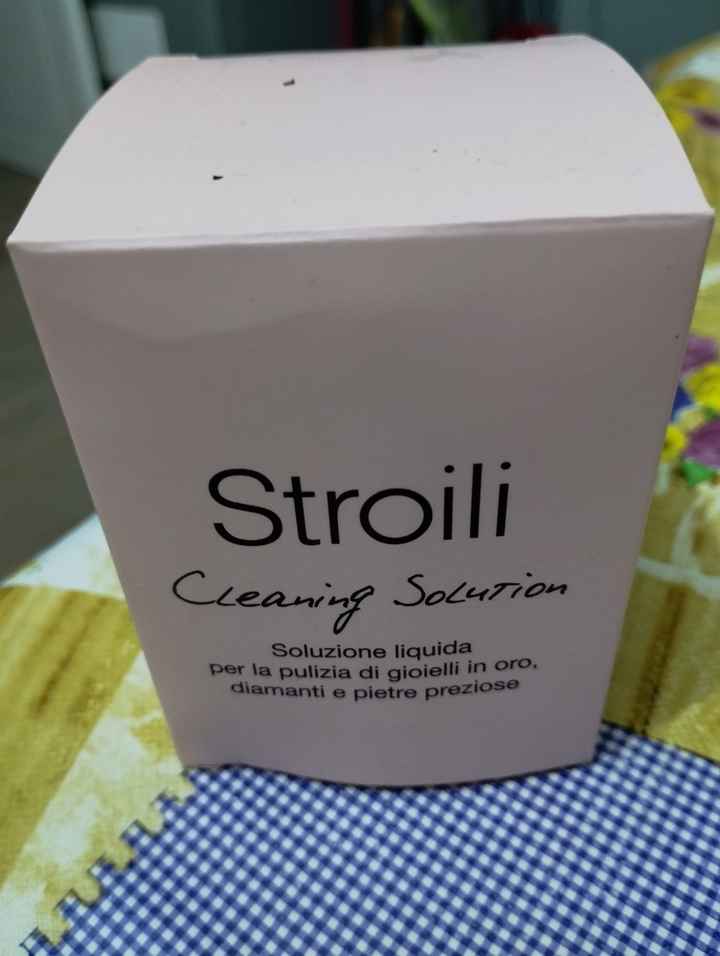 Stroili
Cleaning Solution
Soluzione liquida
per la pulizia di gioielli in oro,
diamanti e pietre preziose